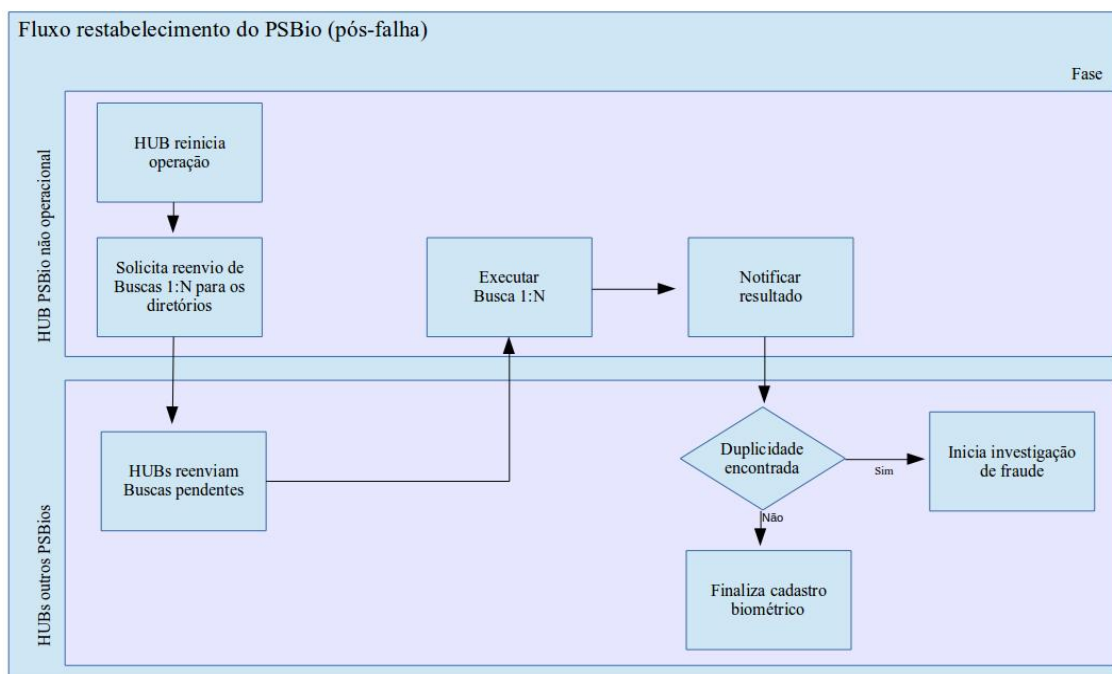 Fluxo restabelecimento do PSBio (pós-falha)
Fase
HUB PSBio não operacional
HUB reinicia
operação
Solicita reenvio de
Buscas 1:N para os
diretórios
Executar
Busca 1:N
Notificar
resultado
HUBs outros PSBios
HUBs reenviam
Buscas pendentes
Duplicidade
encontrada
Sim
Inicia investigação
de fraude
Não
Finaliza cadastro
biométrico